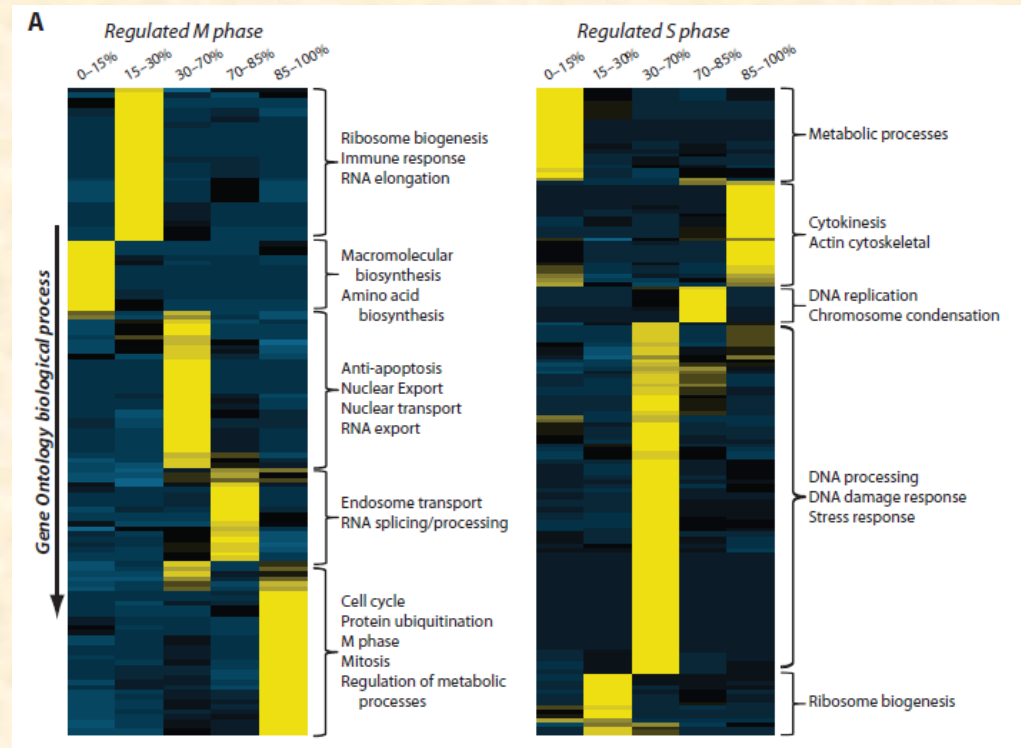 A
Regulated M phase
0–15%
15–30%
30–70%
70–85%
85–100%
Gene Ontology biological process
Ribosome biogenesis
Immune response
RNA elongation
Macromolecular
biosynthesis
Amino acid
biosynthesis
Anti-apoptosis
Nuclear Export
Nuclear transport
RNA export
Endosome transport
RNA splicing/processing
Cell cycle
Protein ubiquitination
M phase
Mitosis
Regulation of metabolic
processes
Regulated S phase
0–15%
15–30%
30–70%
70–85%
85–100%
Metabolic processes
Cytokinesis
Actin cytoskeletal
DNA replication
Chromosome condensation
DNA processing
DNA damage response
Stress response
Ribosome biogenesis